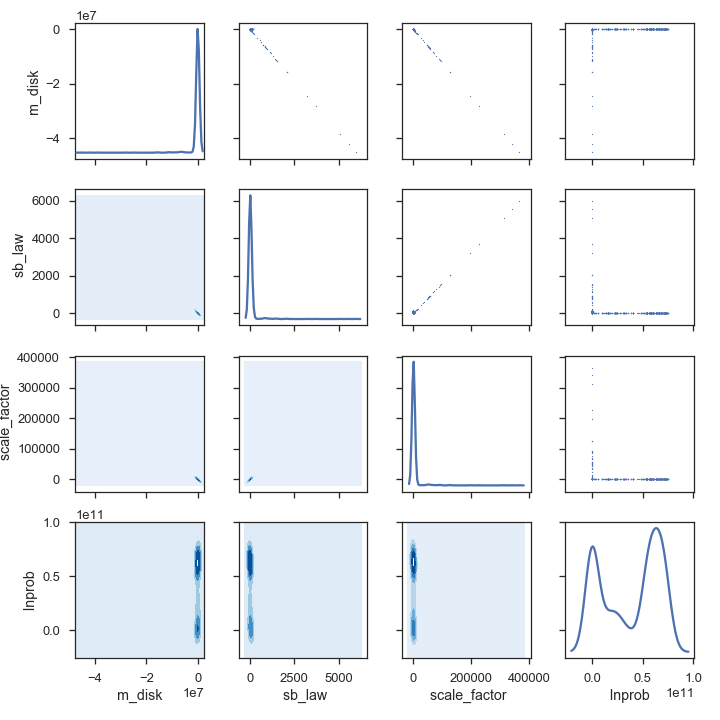 1e7
0
−2
−4
m_disk
6000
4000
2000
0
sb_law
400000
300000
200000
100000
0
scale_factor
1e11
1.0
0.5
0.0
lnprob
−4 −2 0 0 2500 5000 0 200000 400000 0.0 0.5 1.0
1e7 1e11
m_disk sb_law scale_factor lnprob